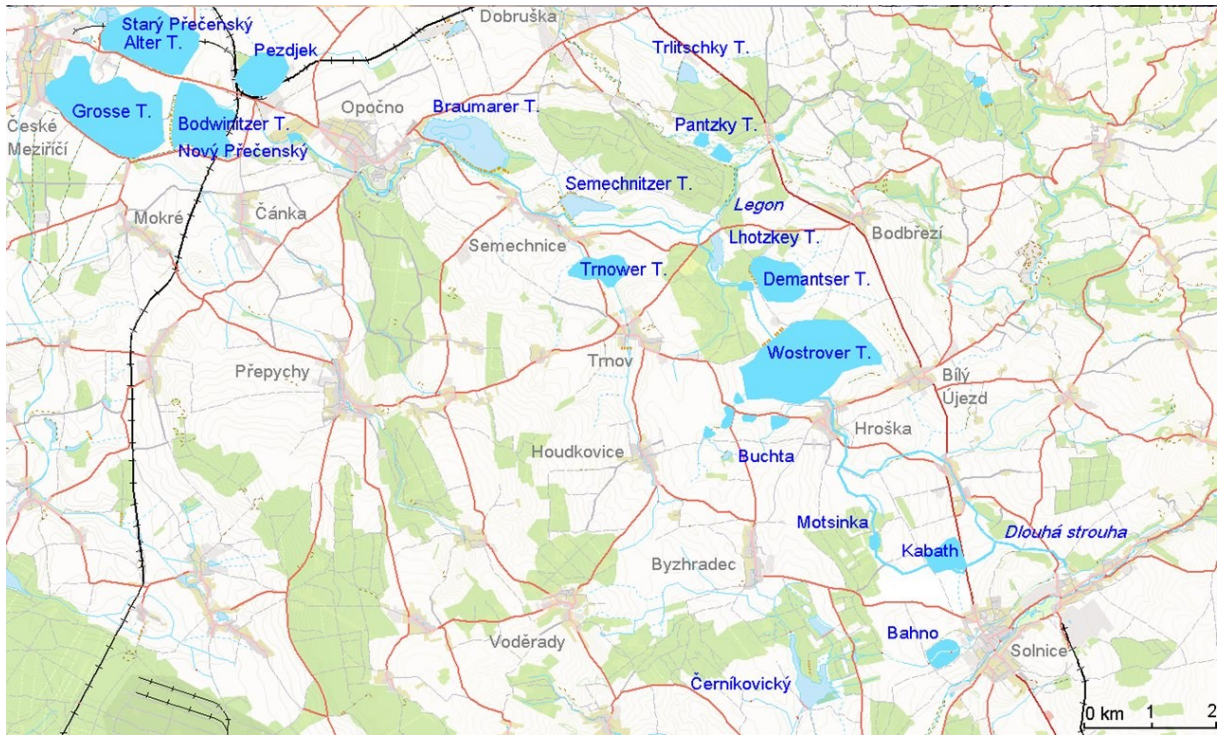 Starý Přečenský
Alter T.
Pezdjek
Dobruška
Trlitschky T.
Grosse T.
Bodwinitzer T.
Nový Přečenský
Opočno
Braumarer T.
Pantzky T.
České
Meziříčí
Semechnitzer T.
Legon
Mokré
Čánka
Semechnice
Lhotzkey T.
Bodbřezí
Trnower T.
Demantser T.
Přepychy
Trnov
Wostrover T.
Bílý
Újezd
Hroška
Houdkovice
Buchta
Motsinka
Kabath
Dlouhá strouha
Byzhradec
Voděrady
Bahno
Solnice
Černíkovický
0 km 1 2